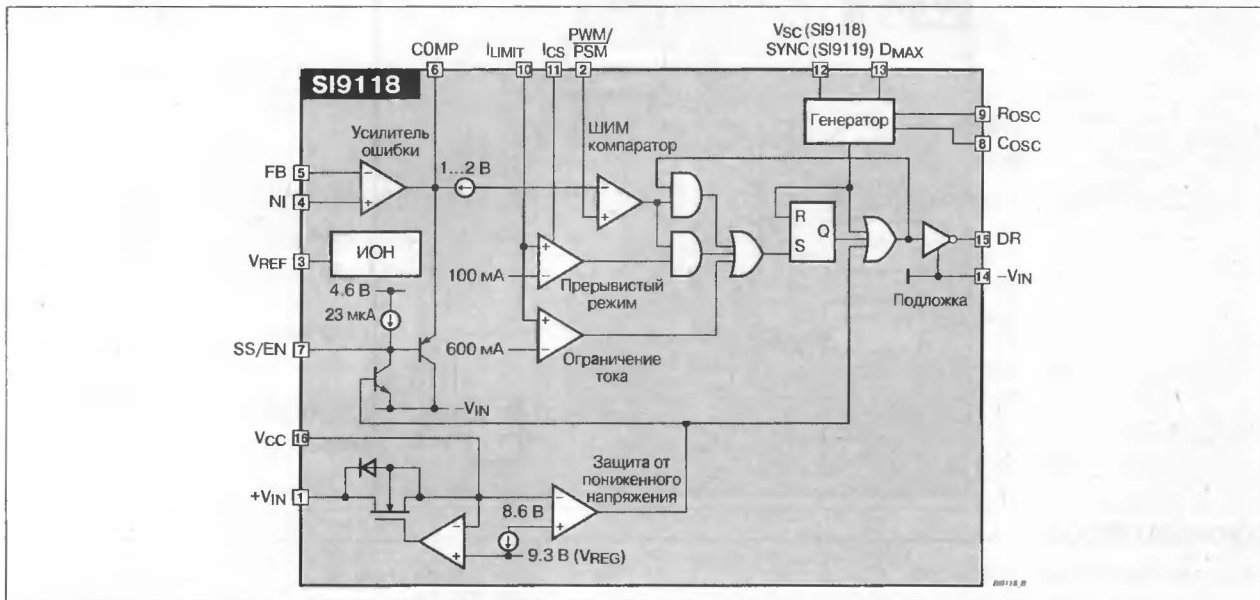 VSC (SI9118)
PWM/
PSM
COMP
ILIMIT
ICS
SYNC (SI9119)
DMAX
6
10
11
2
12
13
SI9118
Генератор
9
ROSC
8
COSC
Усилитель
ошибки
ШИМ
компаратор
1...2 В
FB
5
NI
4
−
+
−
+
R
S
Q
15
DR
VREF
3
ИОН
+
−
100 мА
Прерывистый
режим
14
−VIN
Подложка
4.6 В
23 мкА
SS/EN
7
+
−
600 мА
Ограничение
тока
−VIN
VCC
16
Защита от
пониженного
напряжения
+VIN
1
8.6 В
−
+
−
+
9.3 В (VREG)
SI9118_B